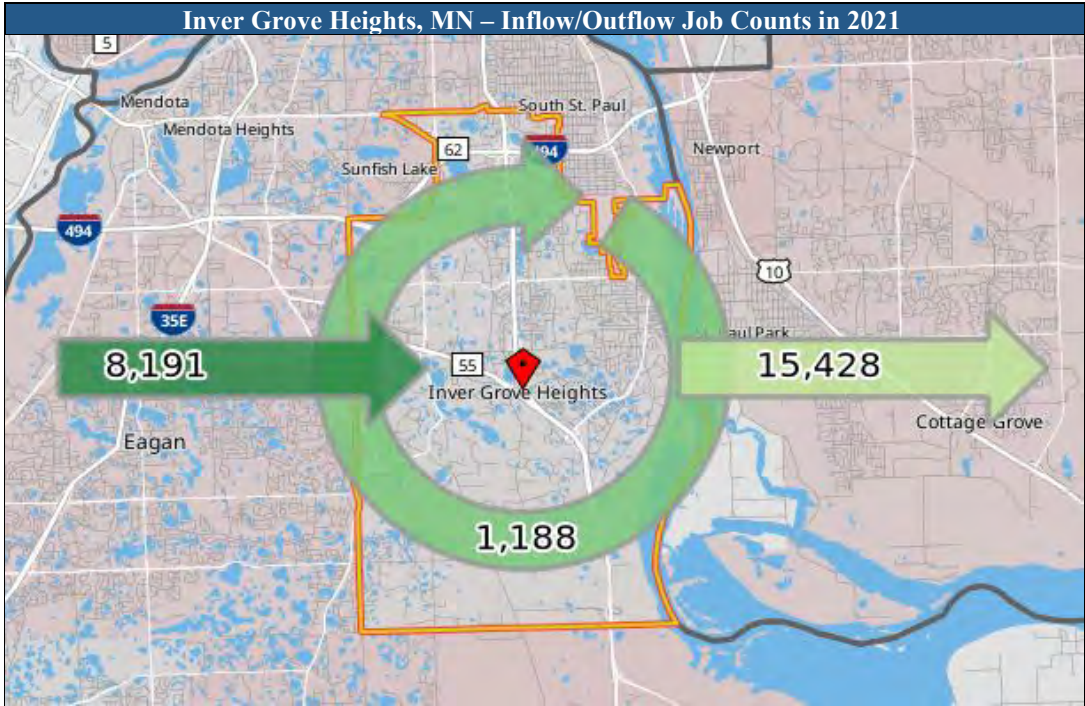 Inver Grove Heights, MN – Inflow/Outflow Job Counts in 2021
5
Mendota
South St. Paul
Mendota Heights
62
494
Newport
Sunfish Lake
494
10
35E
aul Park
8,191
55
15,428
Inver Grove Heights
Cottage Grove
Eagan
1,188